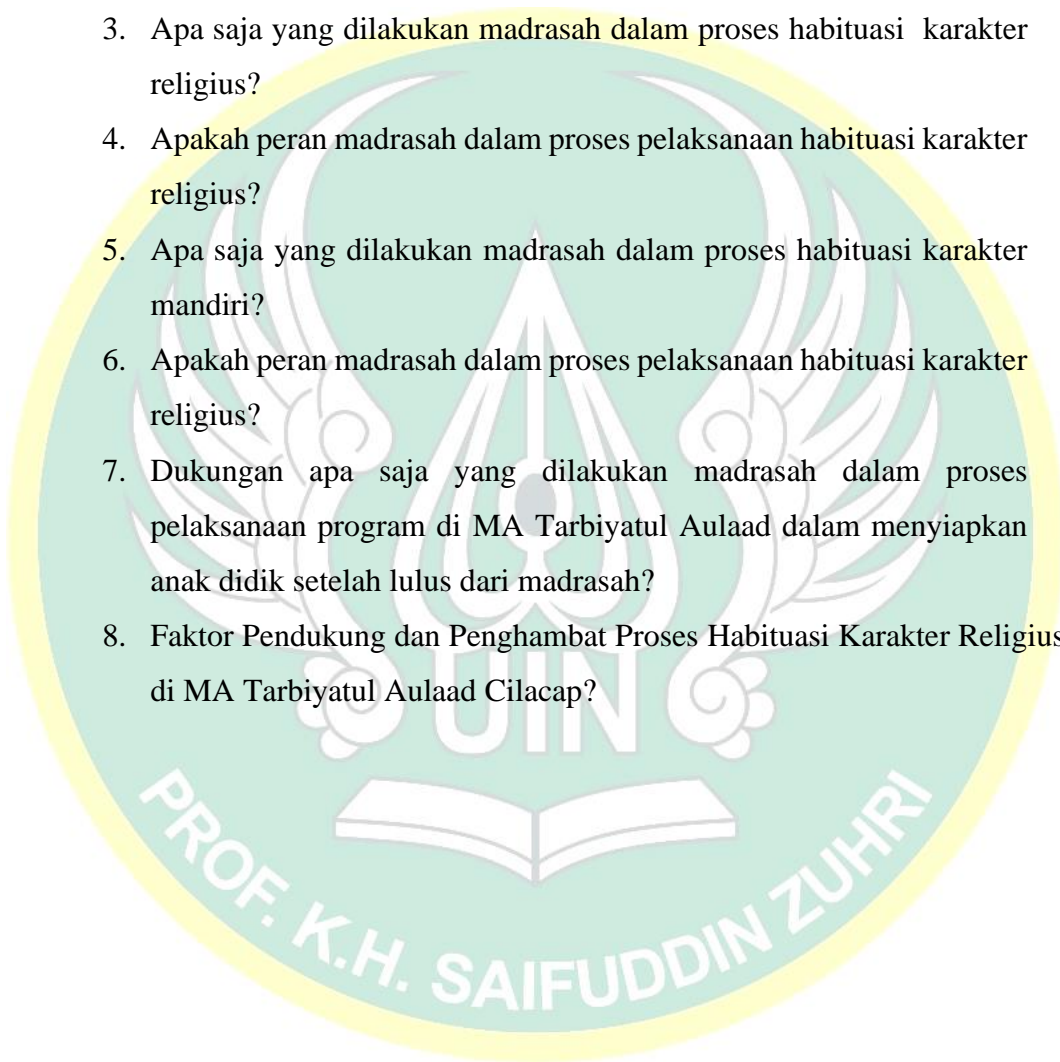 3. Apa saja yang dilakukan madrasah dalam proses habituasi karakter
religius?
4. Apakah peran madrasah dalam proses pelaksanaan habituasi karakter
religius?
5. Apa saja yang dilakukan madrasah dalam proses habituasi karakter
mandiri?
6. Apakah peran madrasah dalam proses pelaksanaan habituasi karakter
religius?
7. Dukungan apa saja yang dilakukan madrasah dalam proses
pelaksanaan program di MA Tarbiyatul Aulaad dalam menyiapkan
anak didik setelah lulus dari madrasah?
8. Faktor Pendukung dan Penghambat Proses Habituasi Karakter Religius
di MA Tarbiyatul Aulaad Cilacap?
UIN
PROF. K.H. SAIFUDDIN ZUHRI